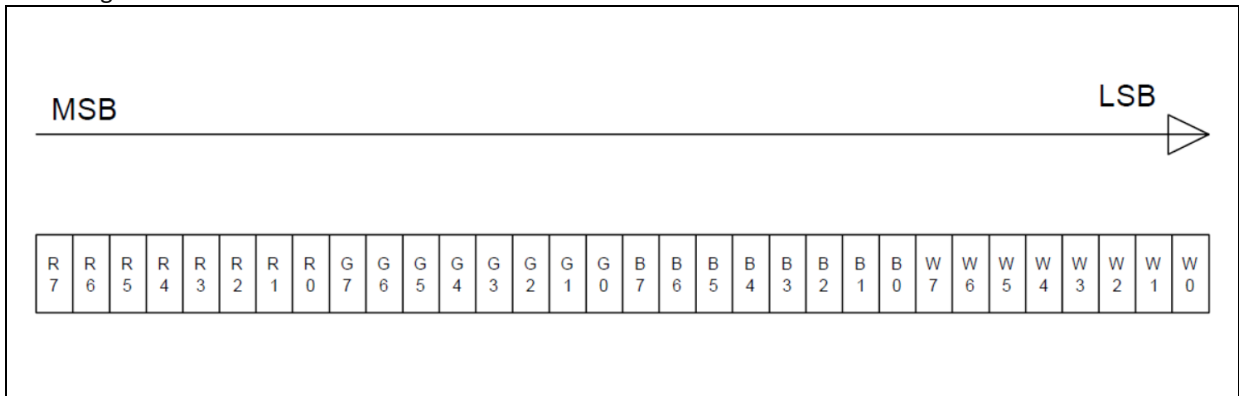 MSB LSB
R R R R R R R R G G G G G G G G B B B B B B B B W W W W W W W W
7 6 5 4 3 2 1 0 7 6 5 4 3 2 1 0 7 6 5 4 3 2 1 0 7 6 5 4 3 2 1 0